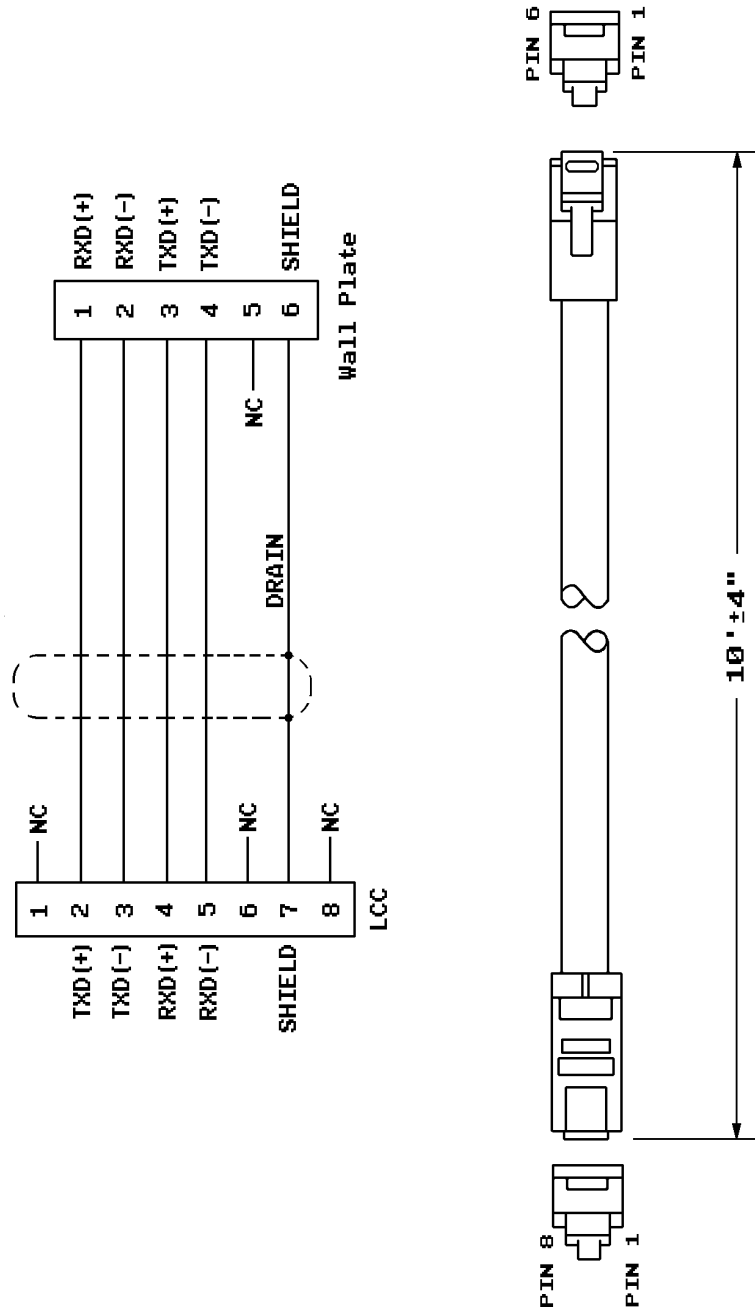 1
2
3
4
5
6
7
8
TXD(+)
TXD(-)
RXD(+)
RXD(-)
SHIELD
LCC
NC
NC
NC
DRAIN
NC
1
2
3
4
5
6
RXD(+)
RXD(-)
TXD(+)
TXD(-)
SHIELD
Wall Plate
PIN 8
PIN 1
10'±4"
PIN 6
PIN 1